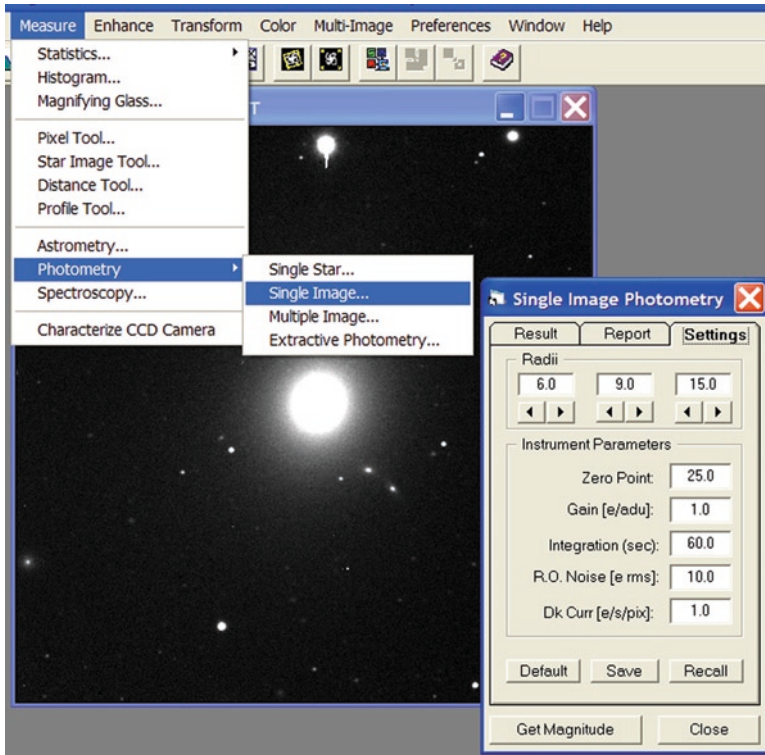 Measure Enhance Transform Color Multi-Image Preferences Window Help
Statistics...
Histogram...
Magnifying Glass...
T
Pixel Tool...
Star Image Tool...
Distance Tool...
Profile Tool...
Astrometry...
Photometry
Spectroscopy...
Characterize CCD Camera
Single Star...
Single Image...
Multiple Image...
Extractive Photometry...
Single Image Photometry
Result Report Settings
Radii
6.0 9.0 15.0
Instrument Parameters
Zero Point: 25.0
Gain [e/adu]: 1.0
Integration (sec): 60.0
R.O. Noise [e rms]: 10.0
Dk Curr [e/s/pix]: 1.0
Default Save Recall
Get Magnitude Close